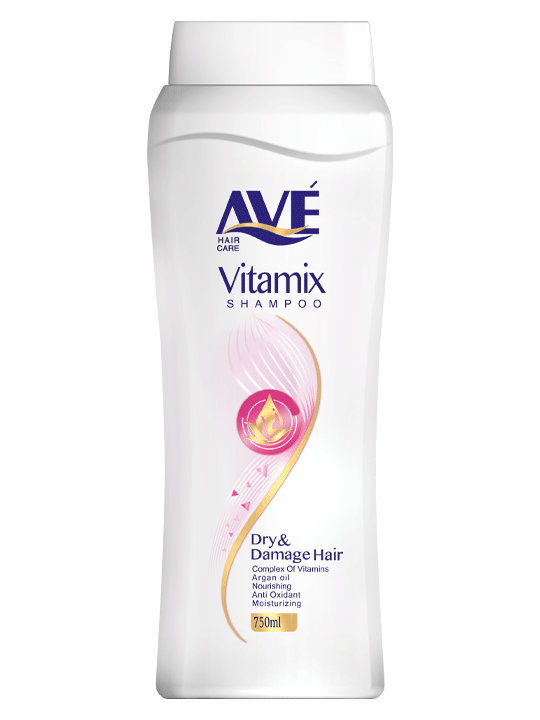 AVÉ
HAIR
CARE
Vitamix
SHAMPOO
Dry&
Damage Hair
Complex Of Vitamins
Argan oil
Nourishing
Anti Oxidant
Moisturizing
750ml